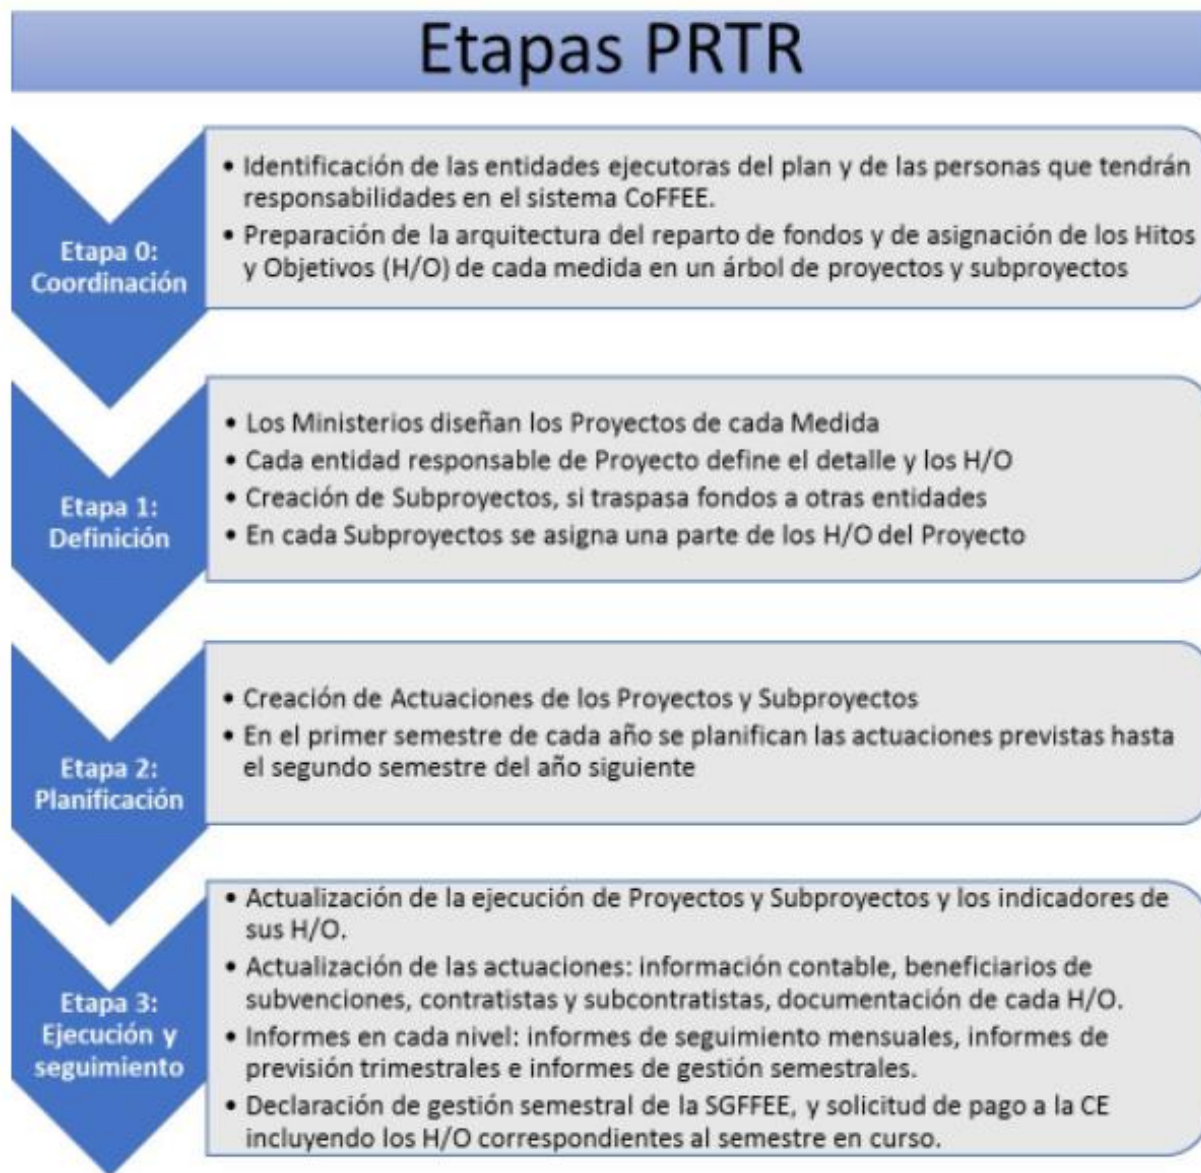 Etapas PRTR
Etapa 0:
Coordinación
• Identificación de las entidades ejecutoras del plan y de las personas que tendrán
responsabilidades en el sistema CoFFEE.
• Preparación de la arquitectura del reparto de fondos y de asignación de los Hitos
y Objetivos (H/O) de cada medida en un árbol de proyectos y subproyectos
Etapa 1:
Definición
• Los Ministerios diseñan los Proyectos de cada Medida
• Cada entidad responsable de Proyecto define el detalle y los H/O
• Creación de Subproyectos, si traspasa fondos a otras entidades
• En cada Subproyectos se asigna una parte de los H/O del Proyecto
Etapa 2:
Planificación
• Creación de Actuaciones de los Proyectos y Subproyectos
• En el primer semestre de cada año se planifican las actuaciones previstas hasta
el segundo semestre del año siguiente
Etapa 3:
Ejecución y
seguimiento
• Actualización de la ejecución de Proyectos y Subproyectos y los indicadores de
sus H/O.
• Actualización de las actuaciones: información contable, beneficiarios de
subvenciones, contratistas y subcontratistas, documentación de cada H/O.
• Informes en cada nivel: informes de seguimiento mensuales, informes de
previsión trimestrales e informes de gestión semestrales.
• Declaración de gestión semestral de la SGFFEE, y solicitud de pago a la CE
incluyendo los H/O correspondientes al semestre en curso.